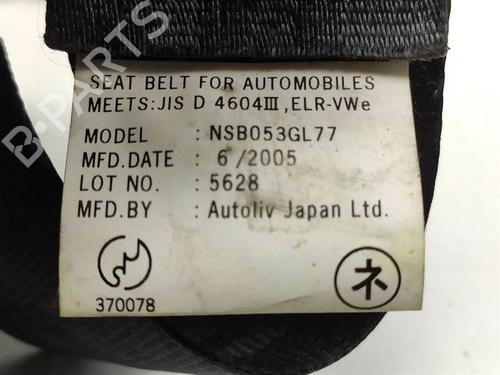 SEAT BELT FOR AUTOMOBILES
MEETS:JIS D 4604Ⅲ,ELR-VWe
MODEL : NSB053GL77
MFD.DATE : 6/2005
LOT NO. : 5628
MFD.BY : Autoliv Japan Ltd.
370078
ネ